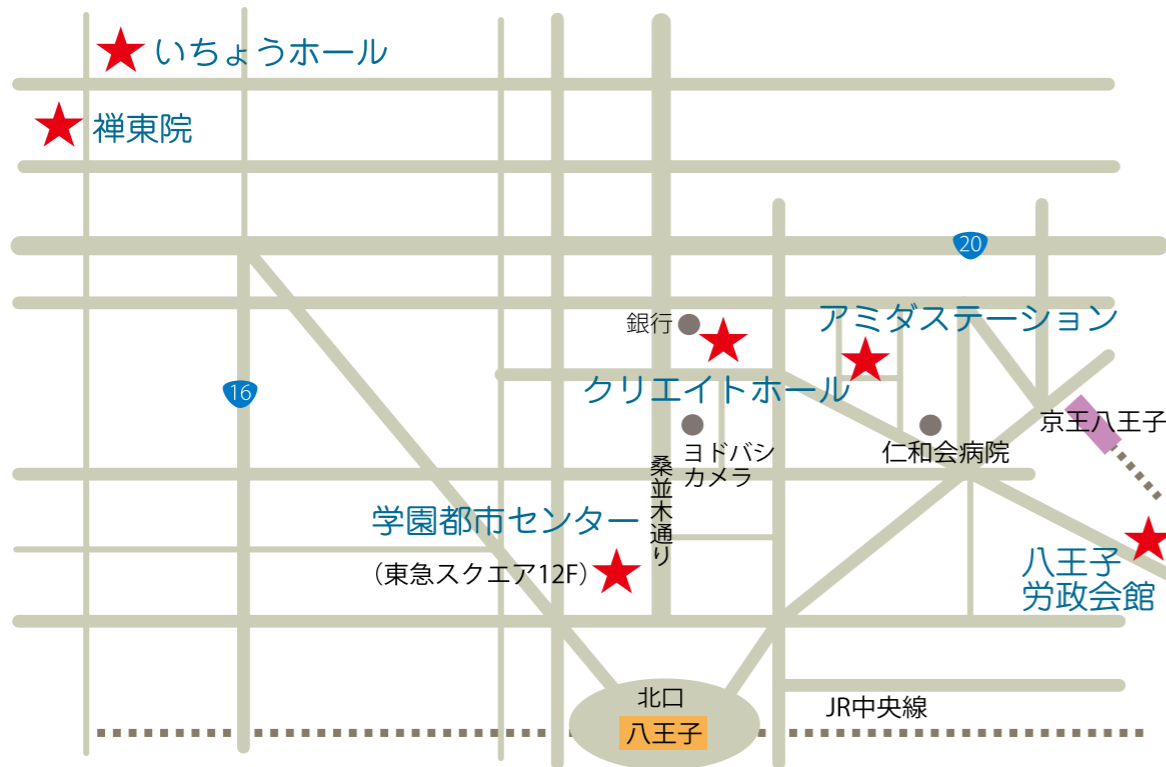 いちょうホール
禅東院
20
アミダステーション
銀行
16
クリエイトホール
京王八王子
ヨドバシ
カメラ
仁和会病院
桑並木通り
学園都市センター
（東急スクエア12F）
八王子
労政会館
北口
八王子
JR中央線